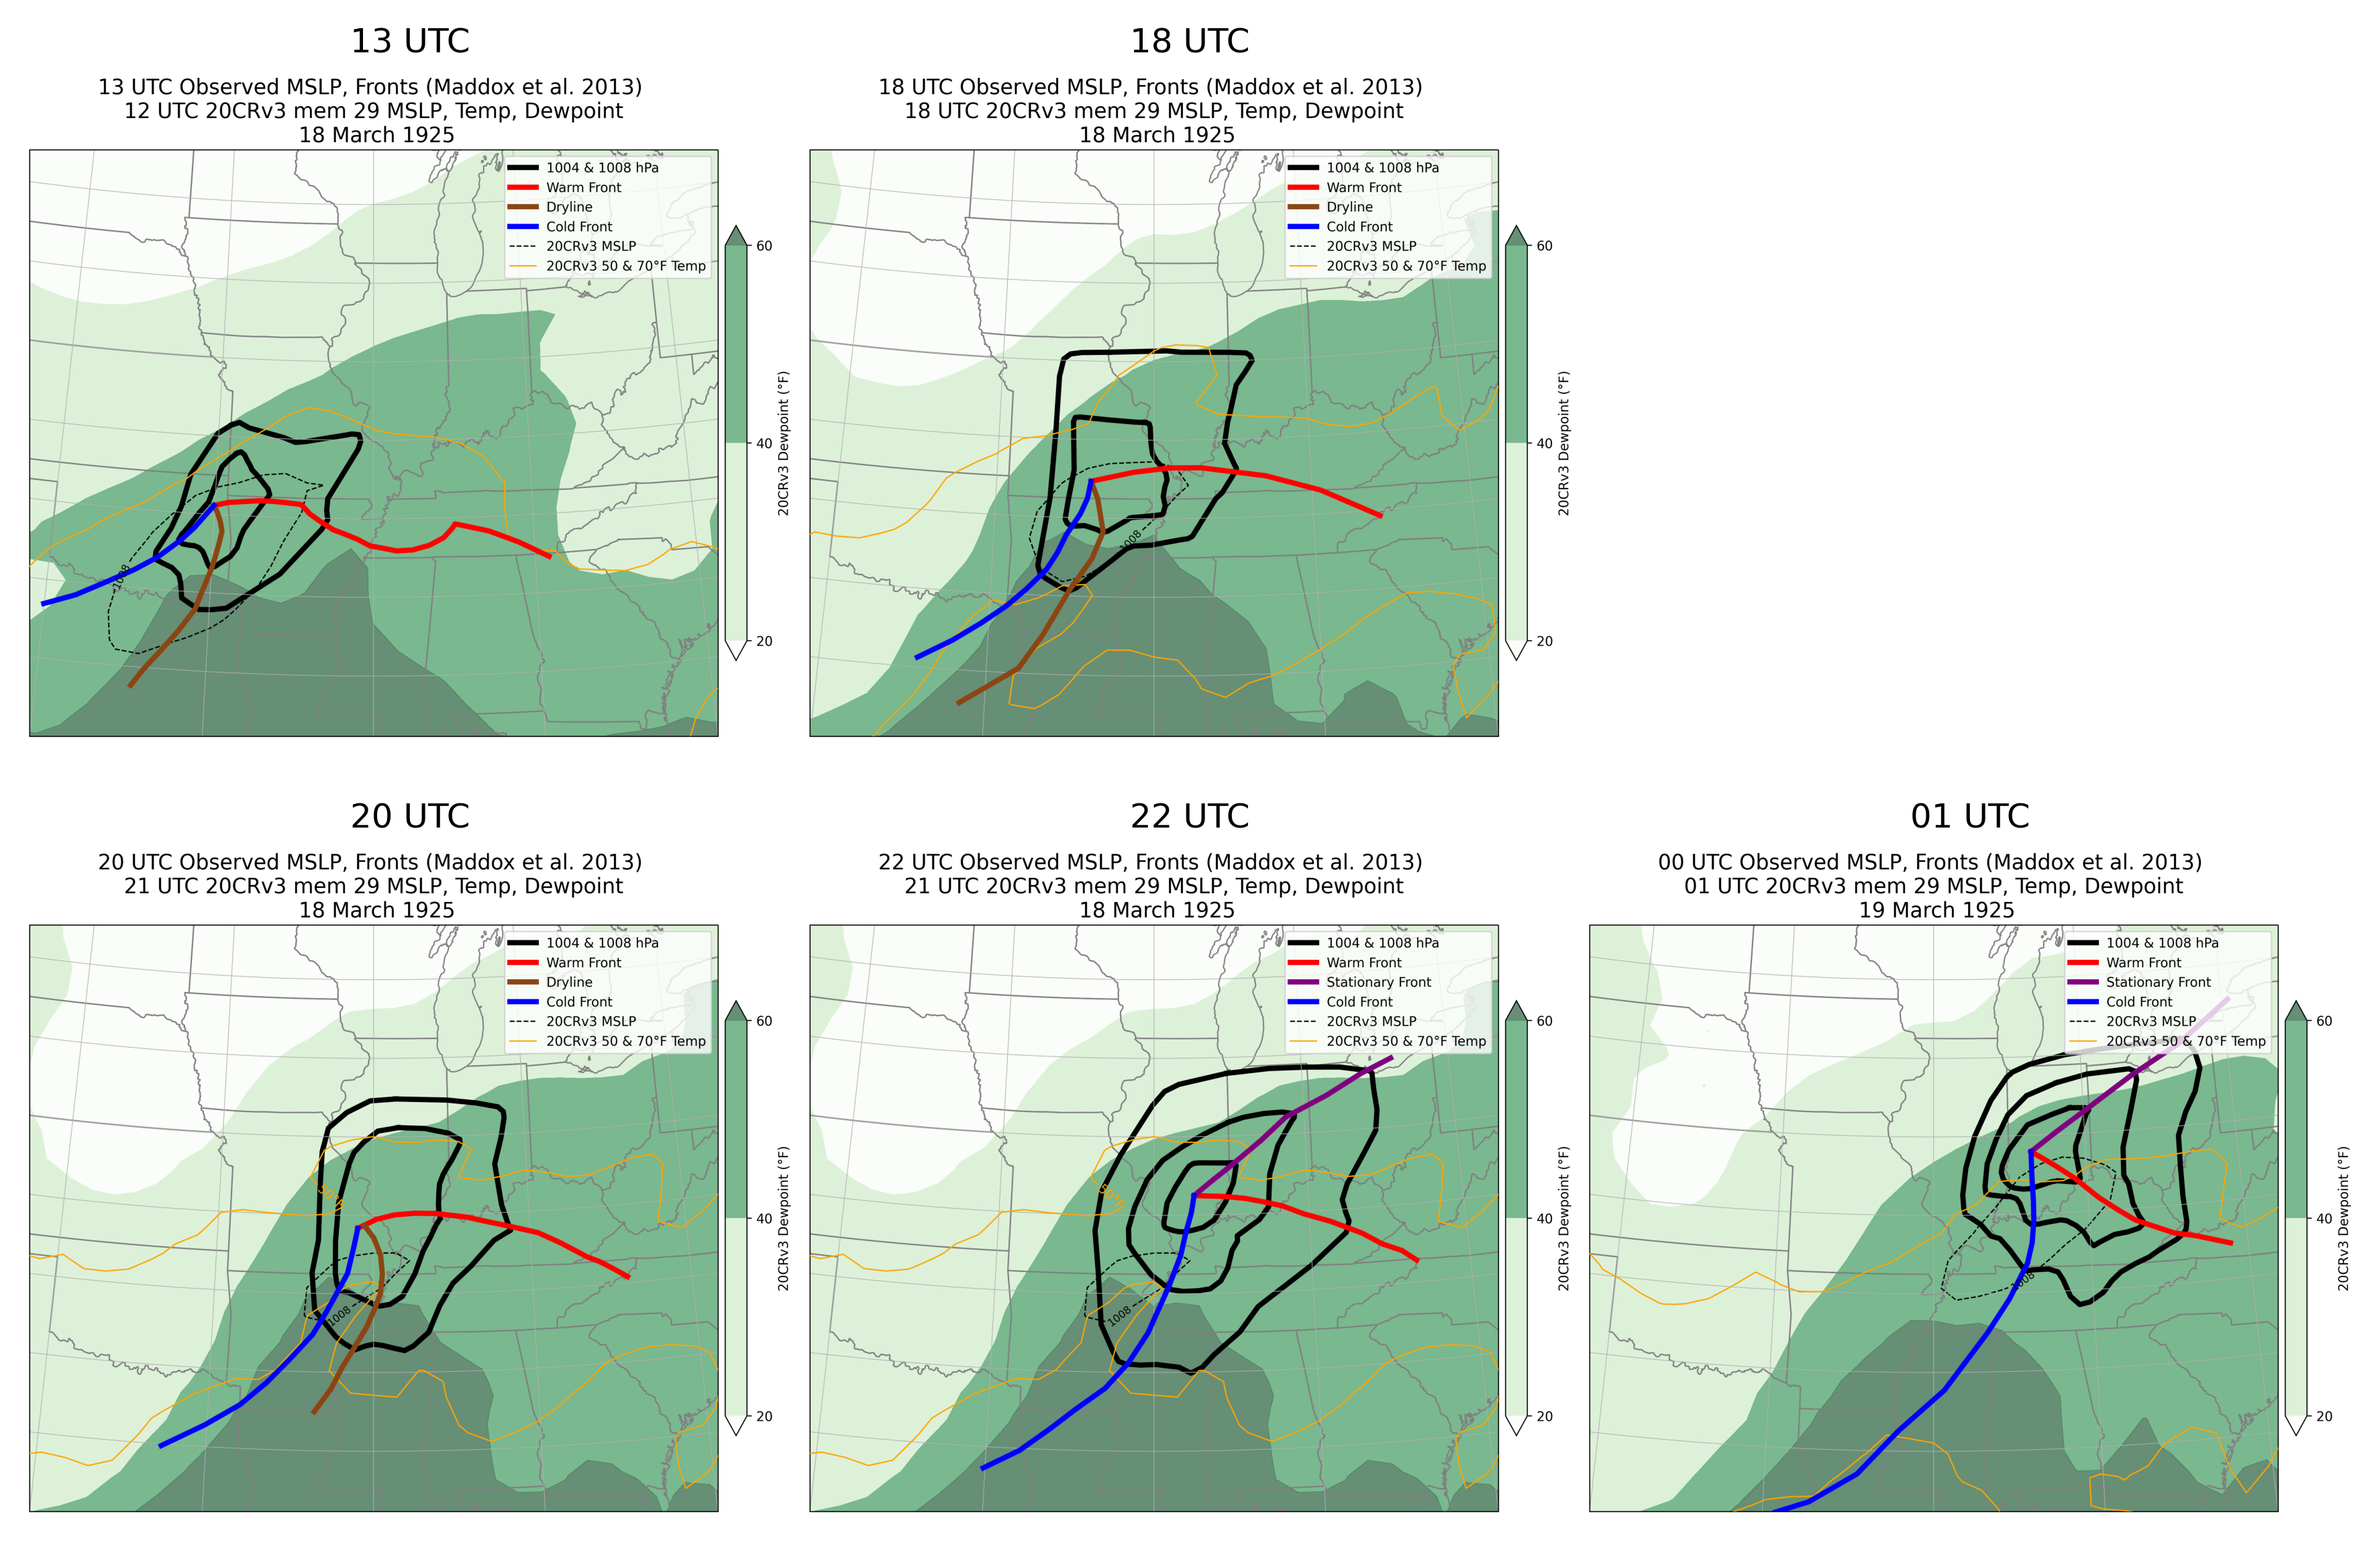 13 UTC
13 UTC Observed MSLP, Fronts (Maddox et al. 2013)
12 UTC 20CRv3 mem 29 MSLP, Temp, Dewpoint
18 March 1925
1004 & 1008 hPa
Warm Front
Dryline
Cold Front
20CRv3 MSLP
20CRv3 50 & 70°F Temp
1008
60
40
20
20CRv3 Dewpoint (°F)
18 UTC
18 UTC Observed MSLP, Fronts (Maddox et al. 2013)
18 UTC 20CRv3 mem 29 MSLP, Temp, Dewpoint
18 March 1925
1004 & 1008 hPa
Warm Front
Dryline
Cold Front
20CRv3 MSLP
20CRv3 50 & 70°F Temp
1008
60
40
20
20CRv3 Dewpoint (°F)
20 UTC
20 UTC Observed MSLP, Fronts (Maddox et al. 2013)
21 UTC 20CRv3 mem 29 MSLP, Temp, Dewpoint
18 March 1925
1004 & 1008 hPa
Warm Front
Dryline
Cold Front
20CRv3 MSLP
20CRv3 50 & 70°F Temp
50°F
1008
60
40
20
20CRv3 Dewpoint (°F)
22 UTC
22 UTC Observed MSLP, Fronts (Maddox et al. 2013)
21 UTC 20CRv3 mem 29 MSLP, Temp, Dewpoint
18 March 1925
1004 & 1008 hPa
Warm Front
Stationary Front
Cold Front
20CRv3 MSLP
20CRv3 50 & 70°F Temp
50°F
1008
60
40
20
20CRv3 Dewpoint (°F)
01 UTC
00 UTC Observed MSLP, Fronts (Maddox et al. 2013)
01 UTC 20CRv3 mem 29 MSLP, Temp, Dewpoint
19 March 1925
1004 & 1008 hPa
Warm Front
Stationary Front
Cold Front
20CRv3 MSLP
20CRv3 50 & 70°F Temp
1008
60
40
20
20CRv3 Dewpoint (°F)